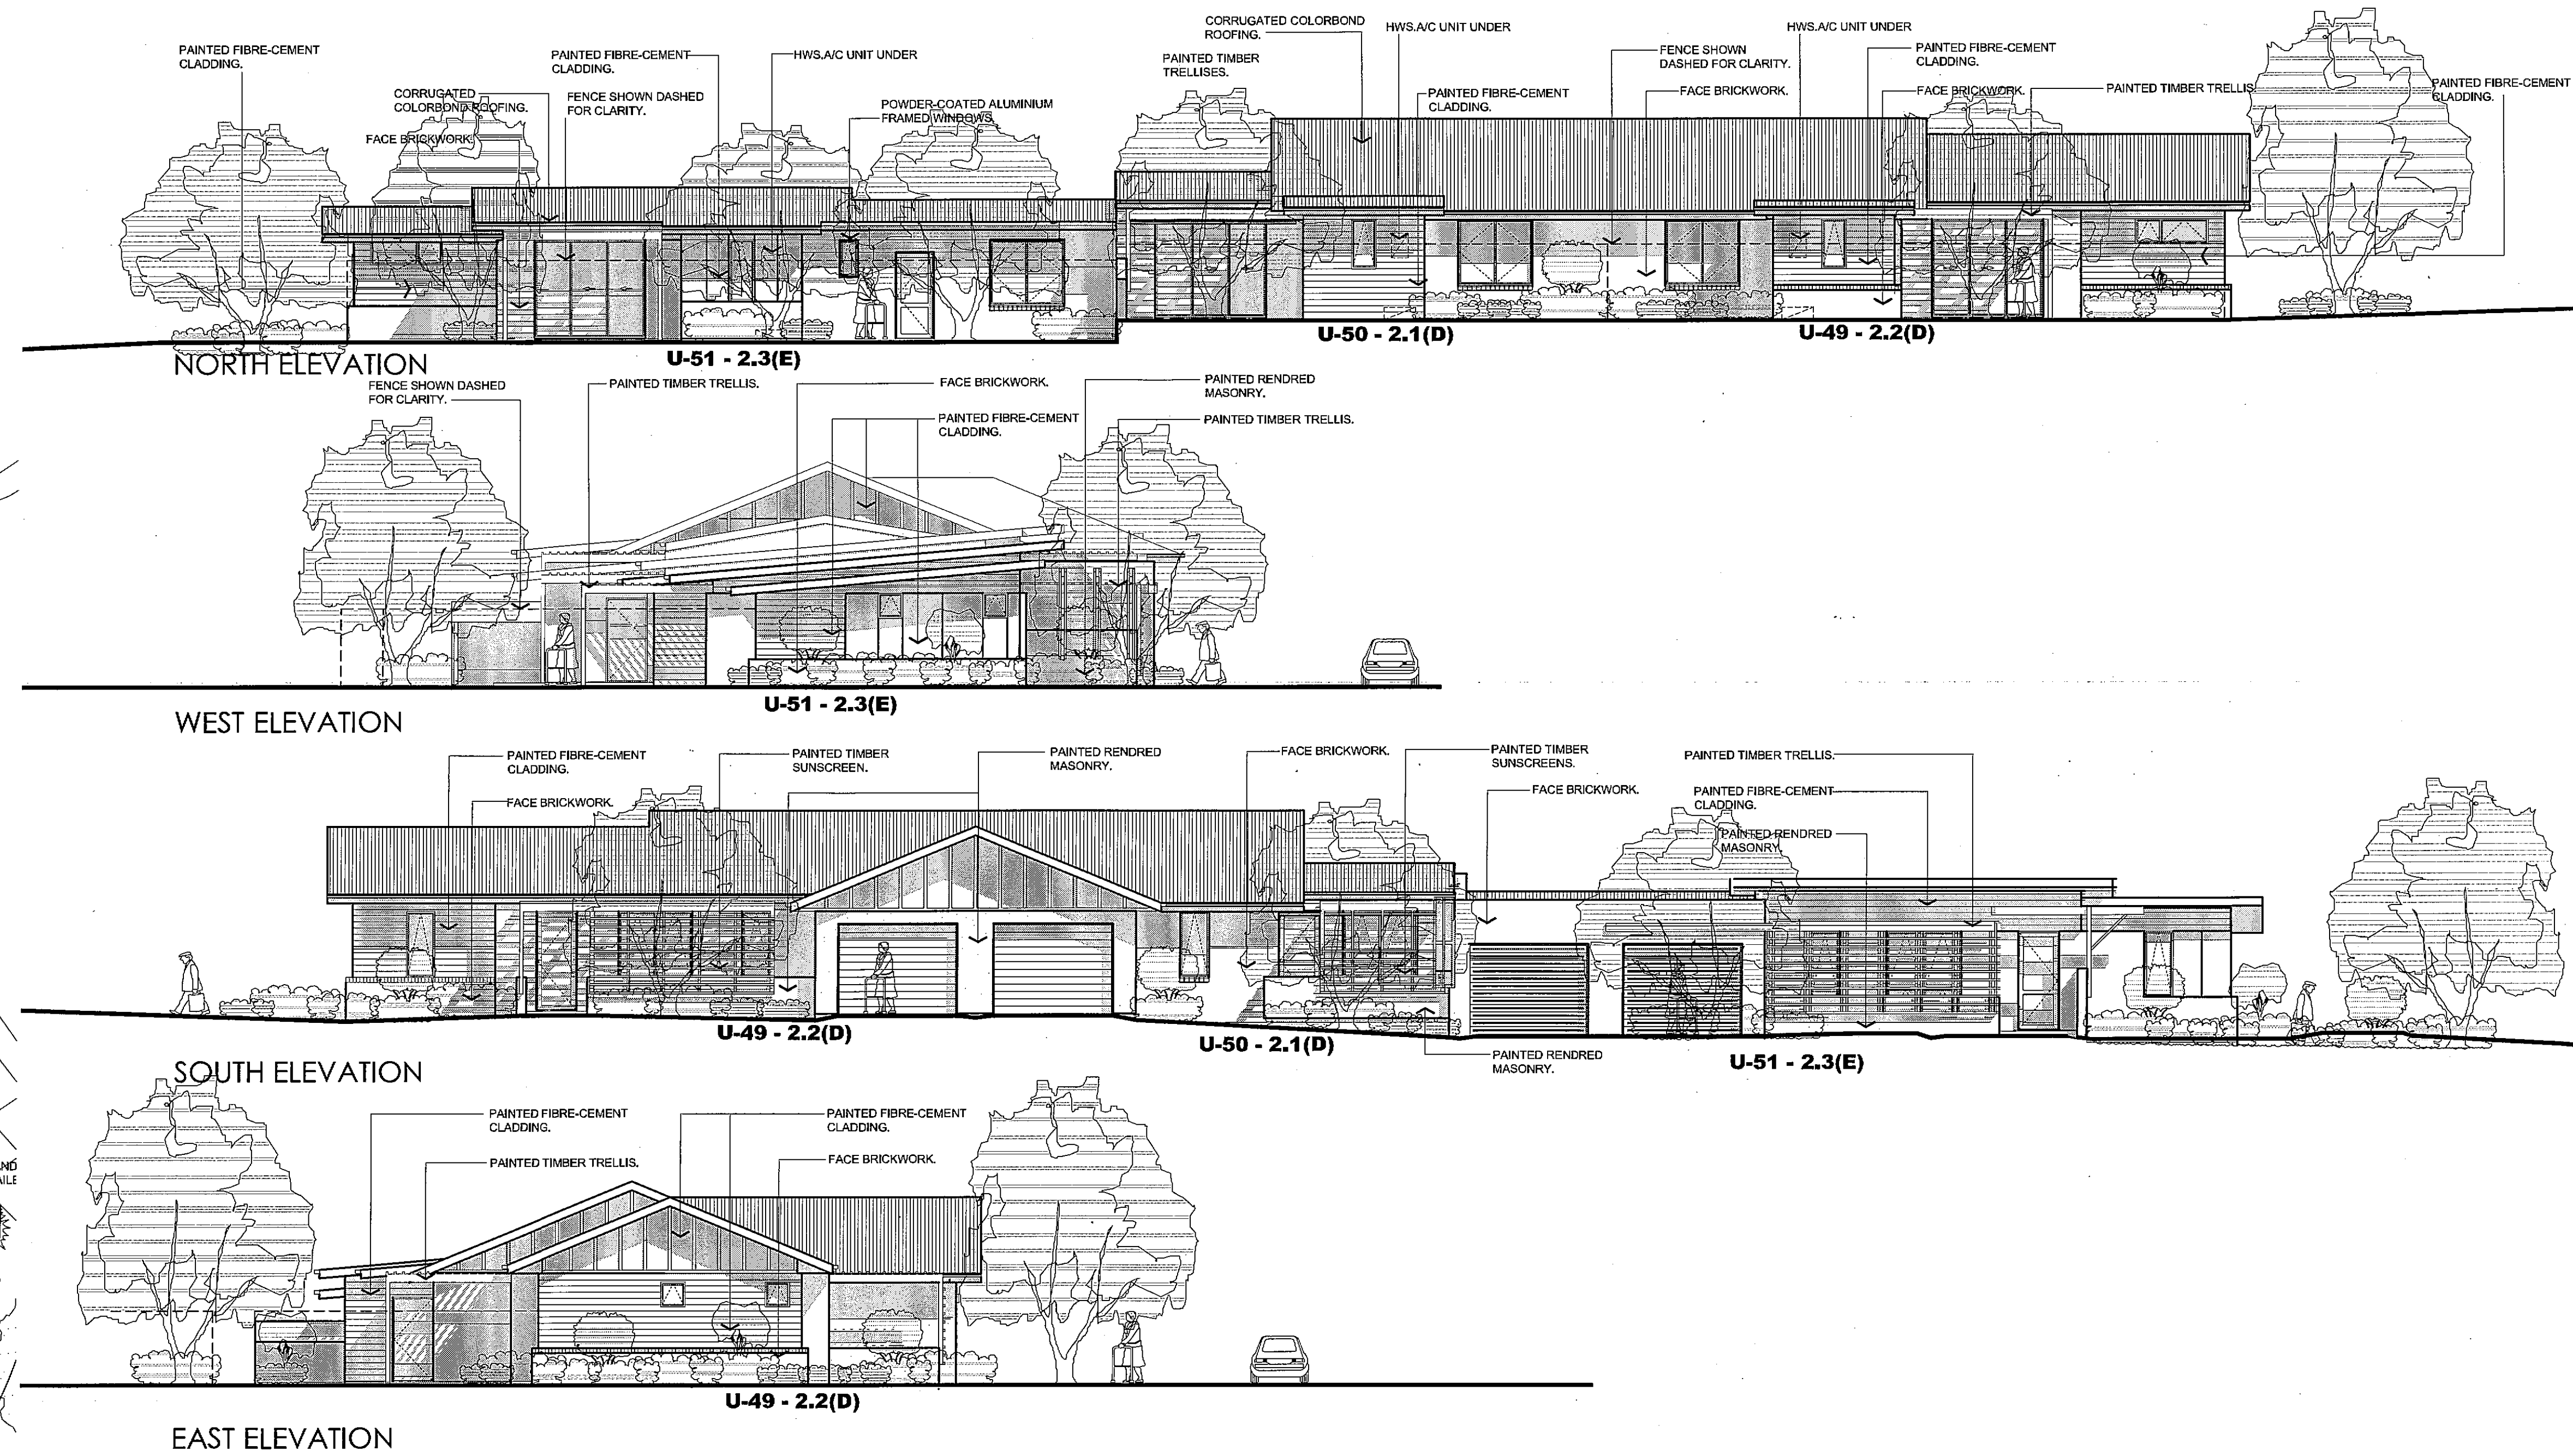 CORRUGATED COLORBOND
ROOFING.
HWS.A/C UNIT UNDER
HWS.A/C UNIT UNDER
PAINTED FIBRE-CEMENT
CLADDING.
PAINTED FIBRE-CEMENT
CLADDING.
HWS.A/C UNIT UNDER
PAINTED TIMBER
TRELLISES.
FENCE SHOWN
DASHED FOR CLARITY.
PAINTED FIBRE-CEMENT
CLADDING.
CORRUGATED
COLORBOND ROOFING.
FENCE SHOWN DASHED
FOR CLARITY.
POWDER-COATED ALUMINIUM
FRAMED WINDOWS.
PAINTED FIBRE-CEMENT
CLADDING.
FACE BRICKWORK.
FACE BRICKWORK.
PAINTED TIMBER TRELLIS
PAINTED FIBRE-CEMENT
CLADDING.
FACE BRICKWORK.
U-51 - 2.3(E)
U-50 - 2.1(D)
U-49 - 2.2(D)
NORTH ELEVATION
FENCE SHOWN DASHED
FOR CLARITY.
PAINTED TIMBER TRELLIS.
FACE BRICKWORK.
PAINTED RENDRED
MASONRY.
PAINTED FIBRE-CEMENT
CLADDING.
PAINTED TIMBER TRELLIS.
U-51 - 2.3(E)
WEST ELEVATION
PAINTED FIBRE-CEMENT
CLADDING.
PAINTED TIMBER
SUNSCREEN.
PAINTED RENDRED
MASONRY.
FACE BRICKWORK.
PAINTED TIMBER
SUNSCREENS.
PAINTED TIMBER TRELLIS.
FACE BRICKWORK.
FACE BRICKWORK.
PAINTED FIBRE-CEMENT
CLADDING.
PAINTED RENDRED
MASONRY.
U-49 - 2.2(D)
U-50 - 2.1(D)
PAINTED RENDRED
MASONRY.
U-51 - 2.3(E)
SOUTH ELEVATION
PAINTED FIBRE-CEMENT
CLADDING.
PAINTED FIBRE-CEMENT
CLADDING.
PAINTED TIMBER TRELLIS.
FACE BRICKWORK.
U-49 - 2.2(D)
EAST ELEVATION